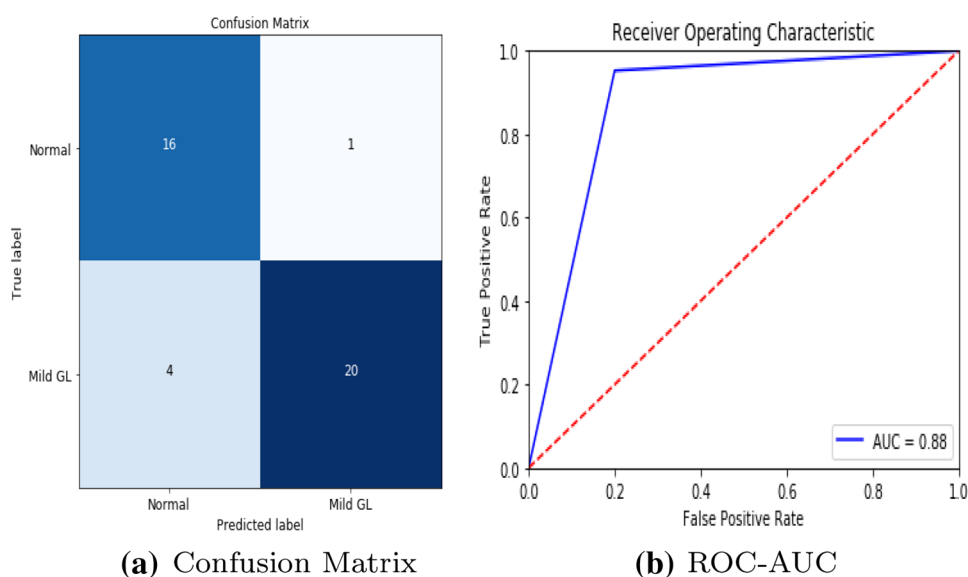 Confusion Matrix
Normal
16
1
True label
Mild GL
4
20
Normal
Mild GL
Predicted label
(a) Confusion Matrix
Receiver Operating Characteristic
1.0
0.8
True Positive Rate
0.6
0.4
0.2
0.0
AUC = 0.88
0.0
0.2
0.4
0.6
0.8
1.0
False Positive Rate
(b) ROC-AUC